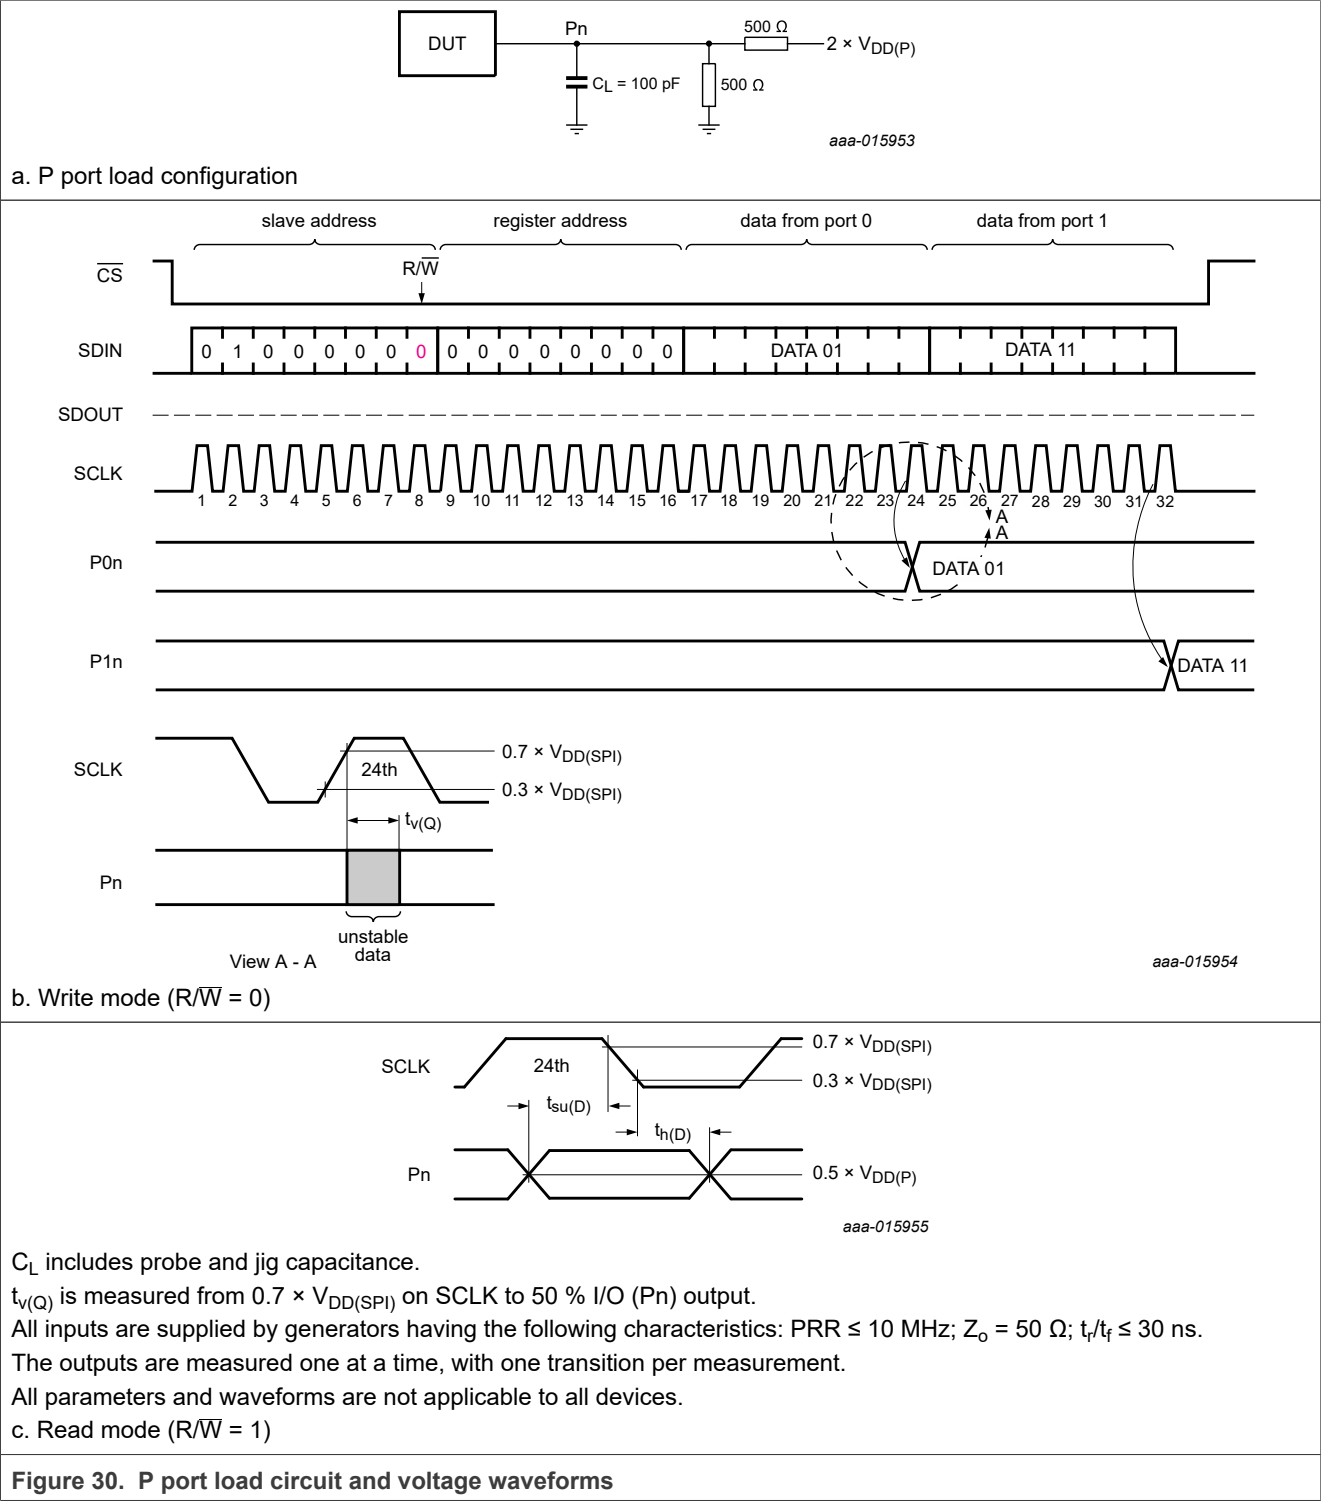 DUT
Pn
500 Ω
2 × VDD(P)
CL = 100 pF
500 Ω
aaa-015953
a. P port load configuration
slave address register address data from port 0 data from port 1
CS
R/W
SDIN 0 1 0 0 0 0 0 0 0 0 0 0 0 0 0 0 DATA 01 DATA 11
SDOUT
SCLK
1 2 3 4 5 6 7 8 9 10 11 12 13 14 15 16 17 18 19 20 21 22 23 24 25 26 27 28 29 30 31 32
A
A
P0n DATA 01
P1n DATA 11
0.7 × VDD(SPI)
SCLK 24th
0.3 × VDD(SPI)
tv(Q)
Pn
unstable
data
View A - A
aaa-015954
b. Write mode (R/W = 0)
0.7 × VDD(SPI)
SCLK 24th
0.3 × VDD(SPI)
tsu(D)
th(D)
Pn 0.5 × VDD(P)
aaa-015955
CL includes probe and jig capacitance.
tv(Q) is measured from 0.7 × VDD(SPI) on SCLK to 50 % I/O (Pn) output.
All inputs are supplied by generators having the following characteristics: PRR ≤ 10 MHz; Zo = 50 Ω; tr/tf ≤ 30 ns.
The outputs are measured one at a time, with one transition per measurement.
All parameters and waveforms are not applicable to all devices.
c. Read mode (R/W = 1)
Figure 30. P port load circuit and voltage waveforms